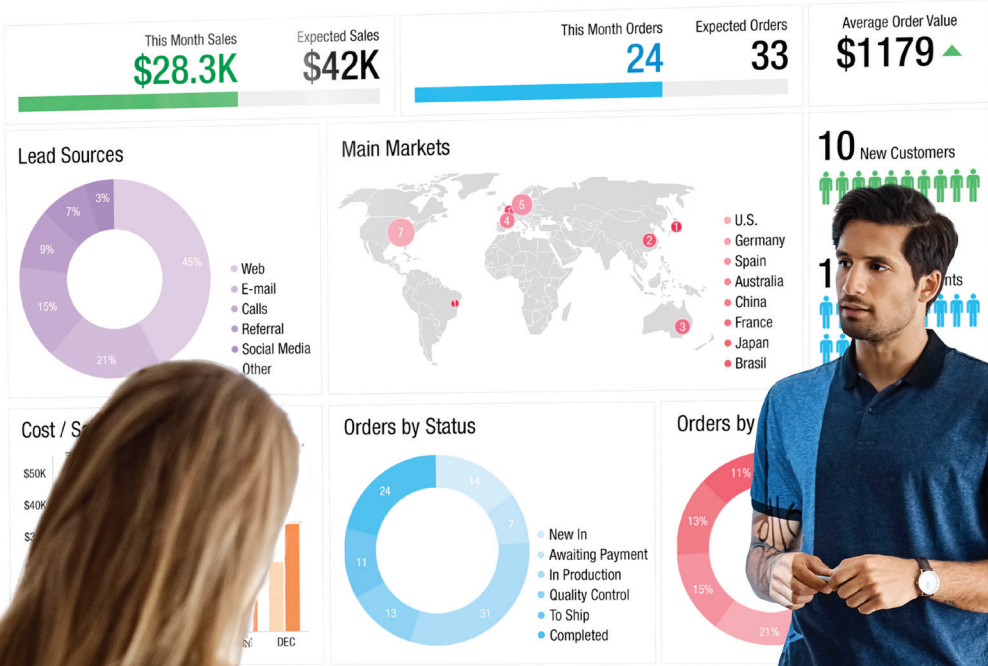 This Month Sales
$28.3K
Expected Sales
$42K
This Month Orders
24
Expected Orders
33
Average Order Value
$1179
Lead Sources
3%
7%
9%
15%
21%
45%
Web
E-mail
Calls
Referral
Social Media
Other
Main Markets
7
5
4
1
2
1
3
U.S.
Germany
Spain
Australia
China
France
Japan
Brasil
10 New Customers
Cost /
$50K
$40K
DEC
Orders by Status
24
14
7
11
13
31
New In
Awaiting Payment
In Production
Quality Control
To Ship
Completed
Orders by
11%
13%
15%
21%